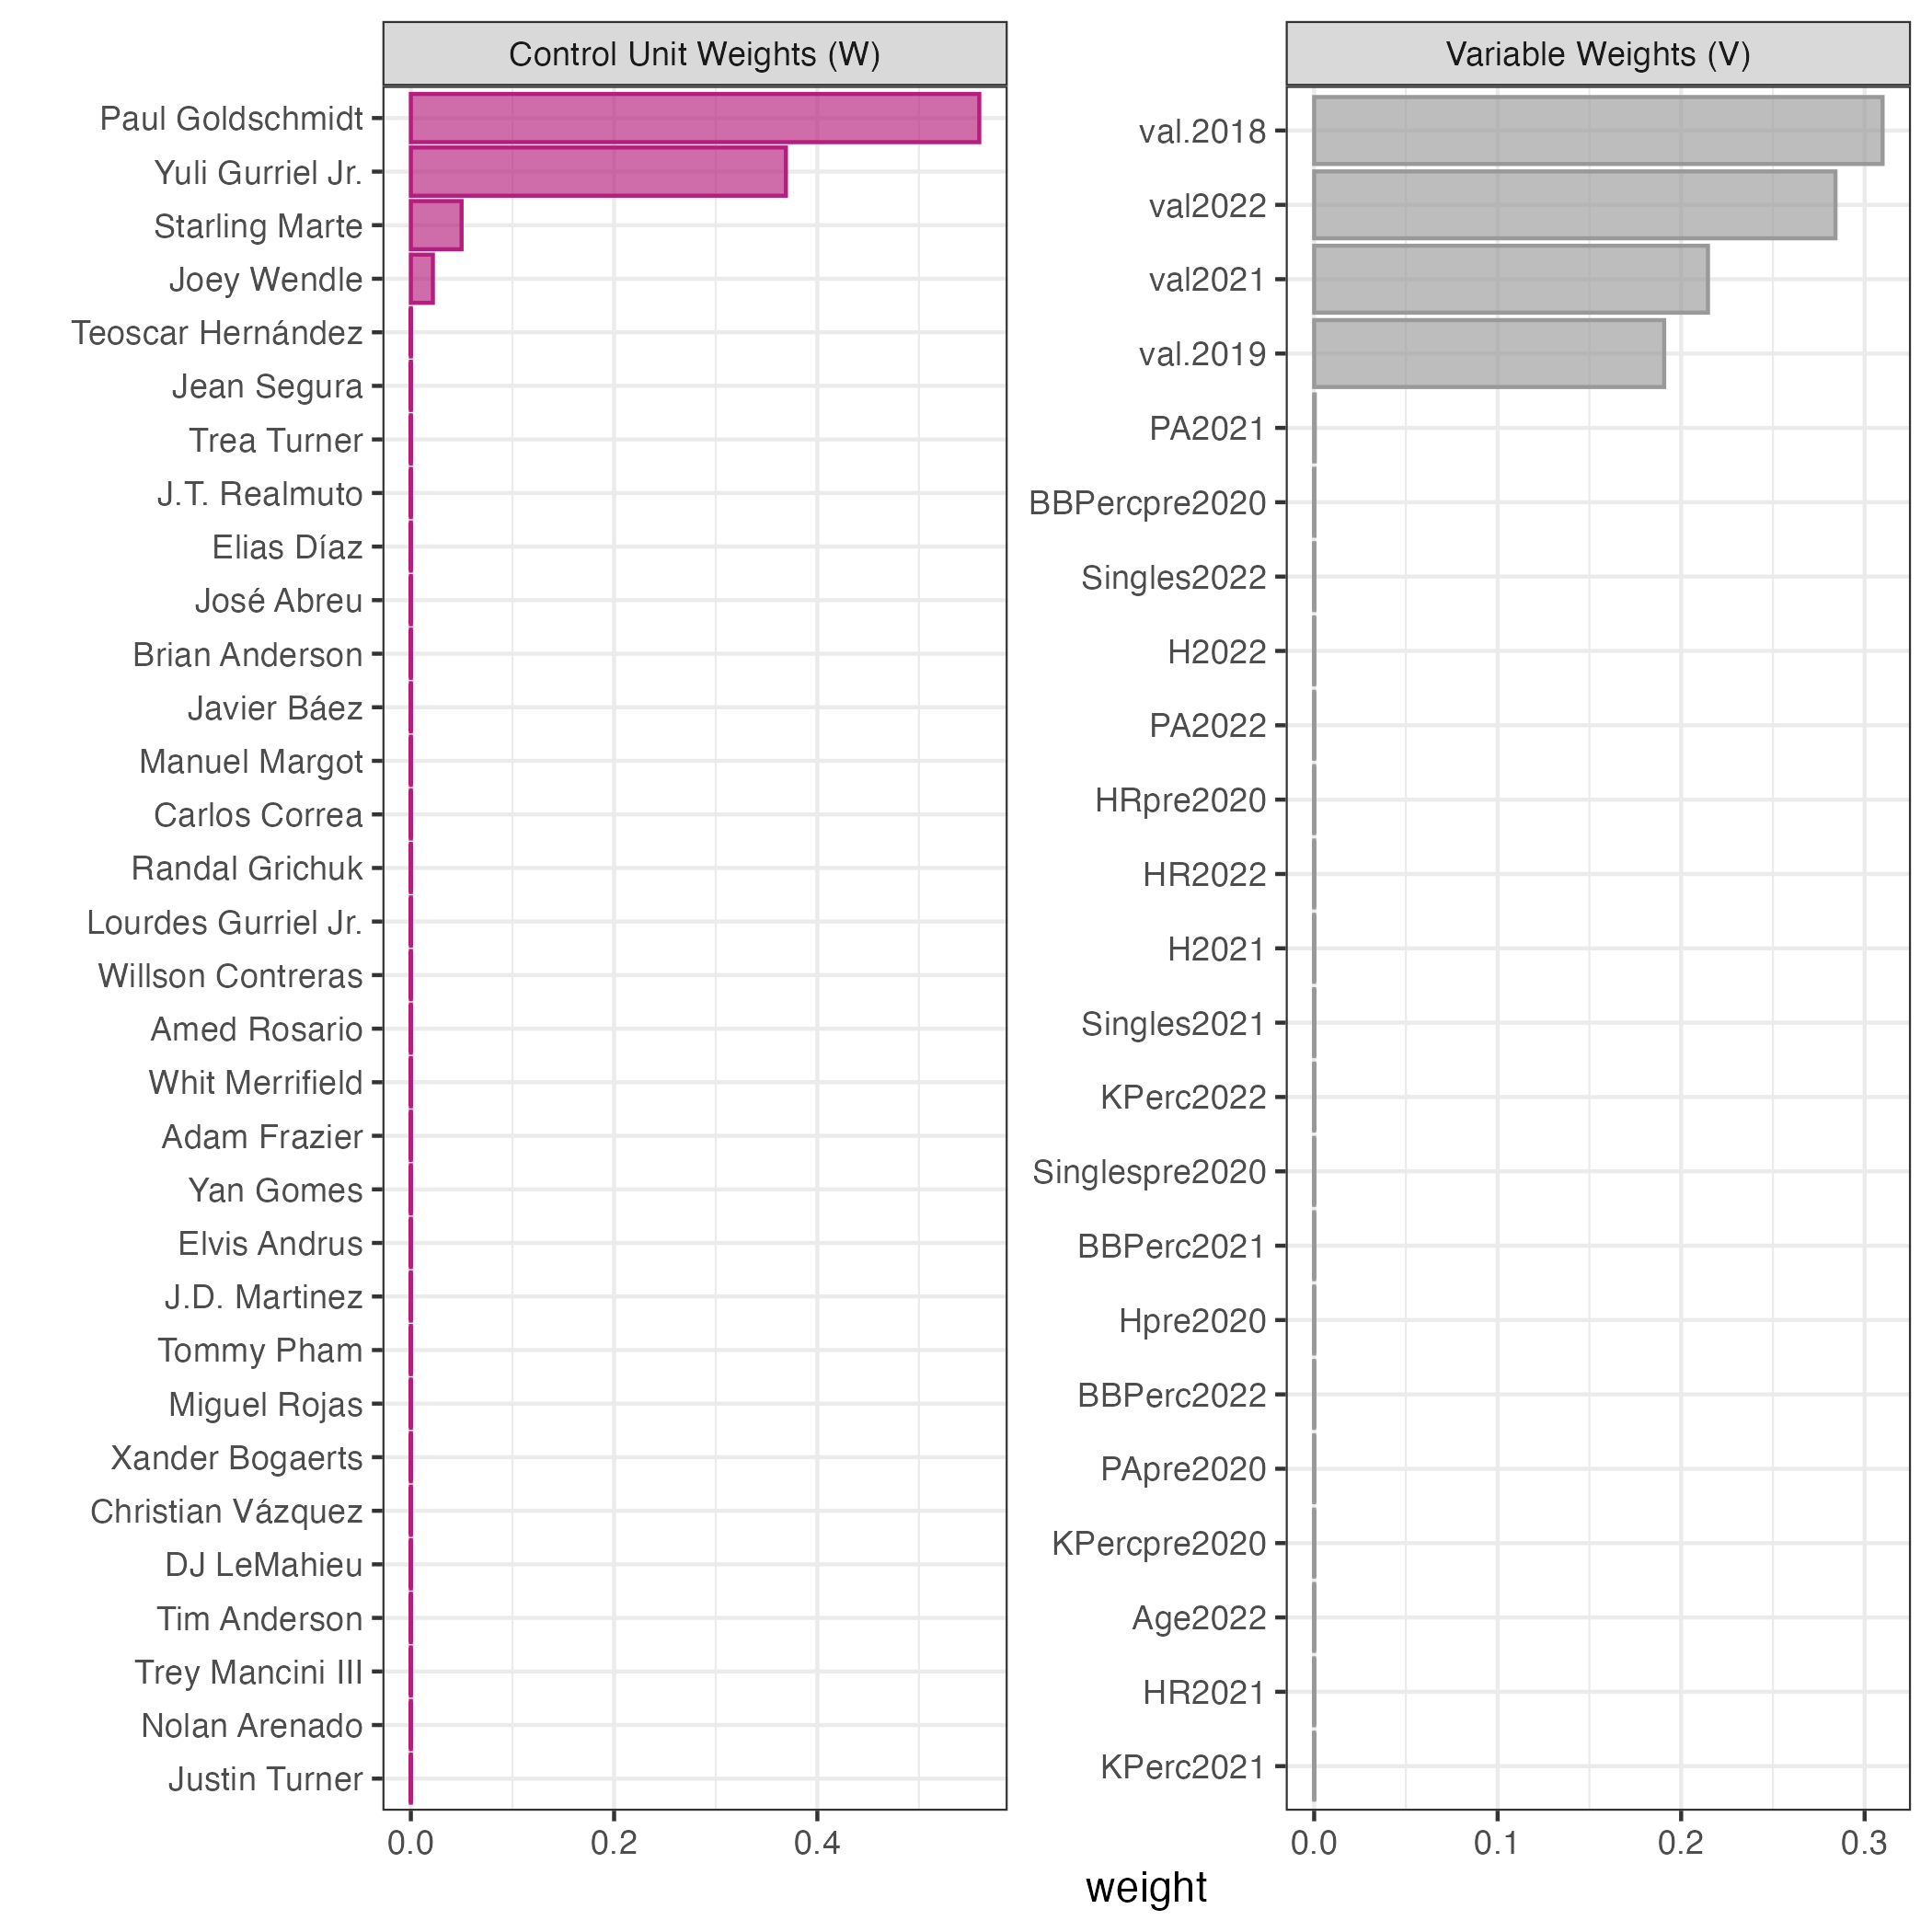 Control Unit Weights (W)
Paul Goldschmidt
Yuli Gurriel Jr.
Starling Marte
Joey Wendle
Teoscar Hernández
Jean Segura
Trea Turner
J.T. Realmuto
Elias Díaz
José Abreu
Brian Anderson
Javier Báez
Manuel Margot
Carlos Correa
Randal Grichuk
Lourdes Gurriel Jr.
Willson Contreras
Amed Rosario
Whit Merrifield
Adam Frazier
Yan Gomes
Elvis Andrus
J.D. Martinez
Tommy Pham
Miguel Rojas
Xander Bogaerts
Christian Vázquez
DJ LeMahieu
Tim Anderson
Trey Mancini III
Nolan Arenado
Justin Turner
0.0 0.2 0.4
Variable Weights (V)
val.2018
val2022
val2021
val.2019
PA2021
BBPercpre2020
Singles2022
H2022
PA2022
HRpre2020
HR2022
H2021
Singles2021
KPerc2022
Singlespre2020
BBPerc2021
Hpre2020
BBPerc2022
PApre2020
KPercpre2020
Age2022
HR2021
KPerc2021
0.0 0.1 0.2 0.3
weight